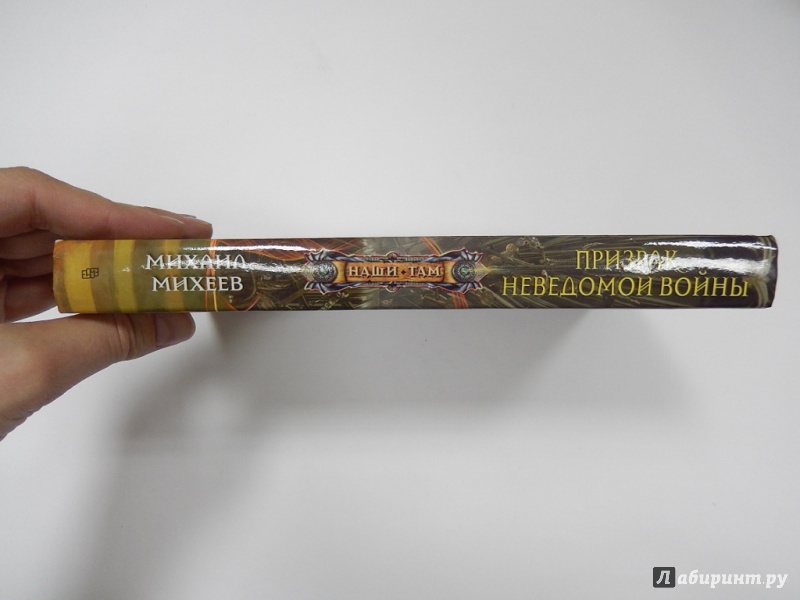 МИХАИЛ
МИХЕЕВ
НАШИ ТАМ
ПРИЗРАК
НЕВЕДОМОЙ ВОЙНЫ
Лабиринт.ру